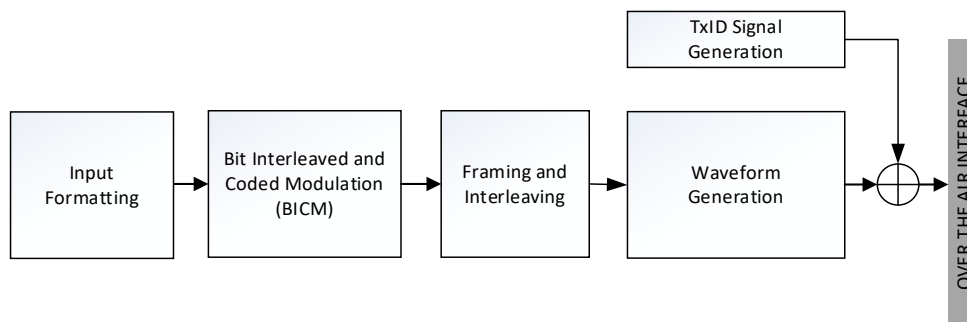 TxID Signal
Generation
Input
Formatting
Bit Interleaved and
Coded Modulation
(BICM)
Framing and
Interleaving
Waveform
Generation
OVER THE AIR INTERFACE